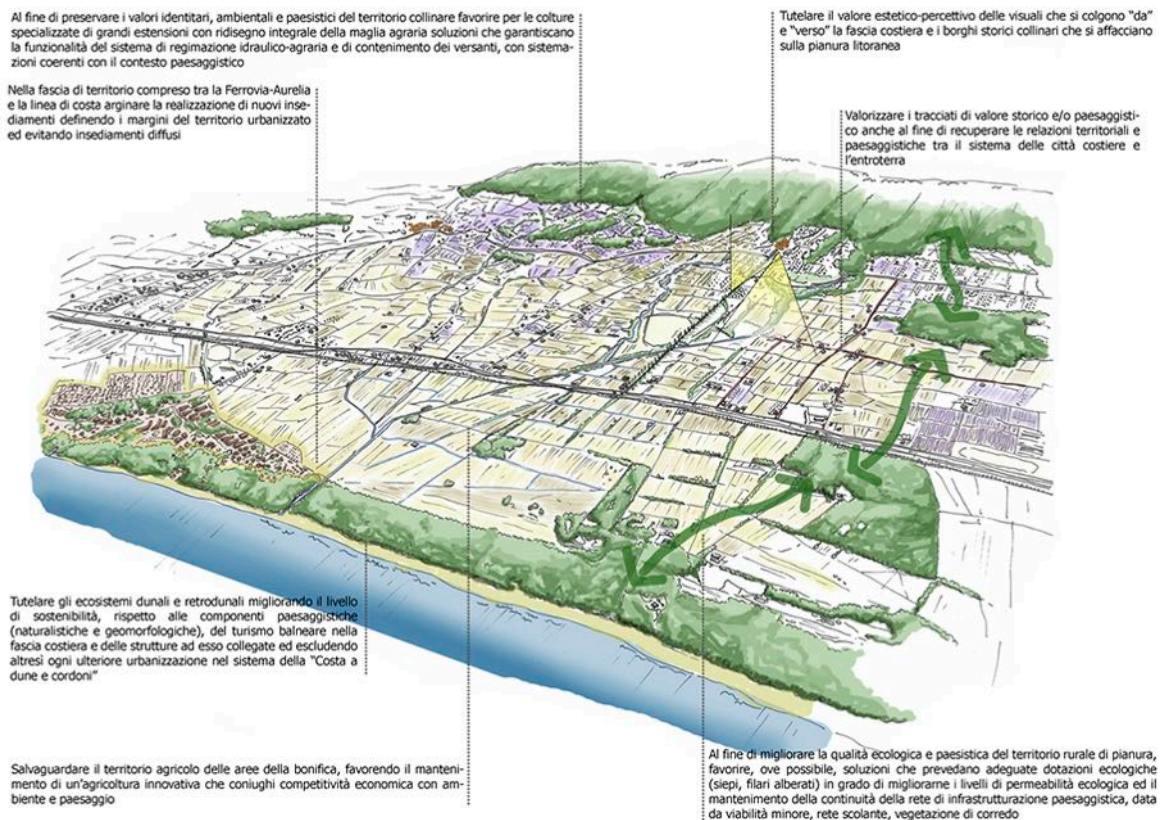 Al fine di preservare i valori identitari, ambientali e paesistici del territorio collinare favorire per le colture
specializzate di grandi estensioni con ridisegno integrale della maglia agraria soluzioni che garantiscano
la funzionalità del sistema di regimazione idraulico-agraria e di contenimento dei versanti, con sistema-
zioni coerenti con il contesto paesaggistico
Tutelare il valore estetico-percettivo delle visuali che si colgono "da"
e "verso" la fascia costiera e i borghi storici collinari che si affacciano
sulla pianura litoranea
Nella fascia di territorio compreso tra la Ferrovia-Aurelia
e la linea di costa arginare la realizzazione di nuovi inse-
diamenti definendo i margini del territorio urbanizzato
ed evitando insediamenti diffusi
Valorizzare i tracciati di valore storico e/o paesaggisti-
co anche al fine di recuperare le relazioni territoriali e
paesaggistiche tra il sistema delle città costiere e
l'entroterra
Tutelare gli ecosistemi dunali e retrodunali migliorando il livello
di sostenibilità, rispetto alle componenti paesaggistiche
(naturalistiche e geomorfologiche), del turismo balneare nella
fascia costiera e delle strutture ad esso collegate ed escludendo
altresì ogni ulteriore urbanizzazione nel sistema della "Costa a
dune e cordoni"
Salvaguardare il territorio agricolo delle aree della bonifica, favorendo il manteni-
mento di un'agricoltura innovativa che coniughi competitività economica con am-
biente e paesaggio
Al fine di migliorare la qualità ecologica e paesistica del territorio rurale di pianura,
favorire, ove possibile, soluzioni che prevedano adeguate dotazioni ecologiche
(siepi, filari alberati) in grado di migliorarne i livelli di permeabilità ecologica ed il
mantenimento della continuità della rete di infrastrutturazione paesaggistica, data
da viabilità minore, rete scolante, vegetazione di corredo